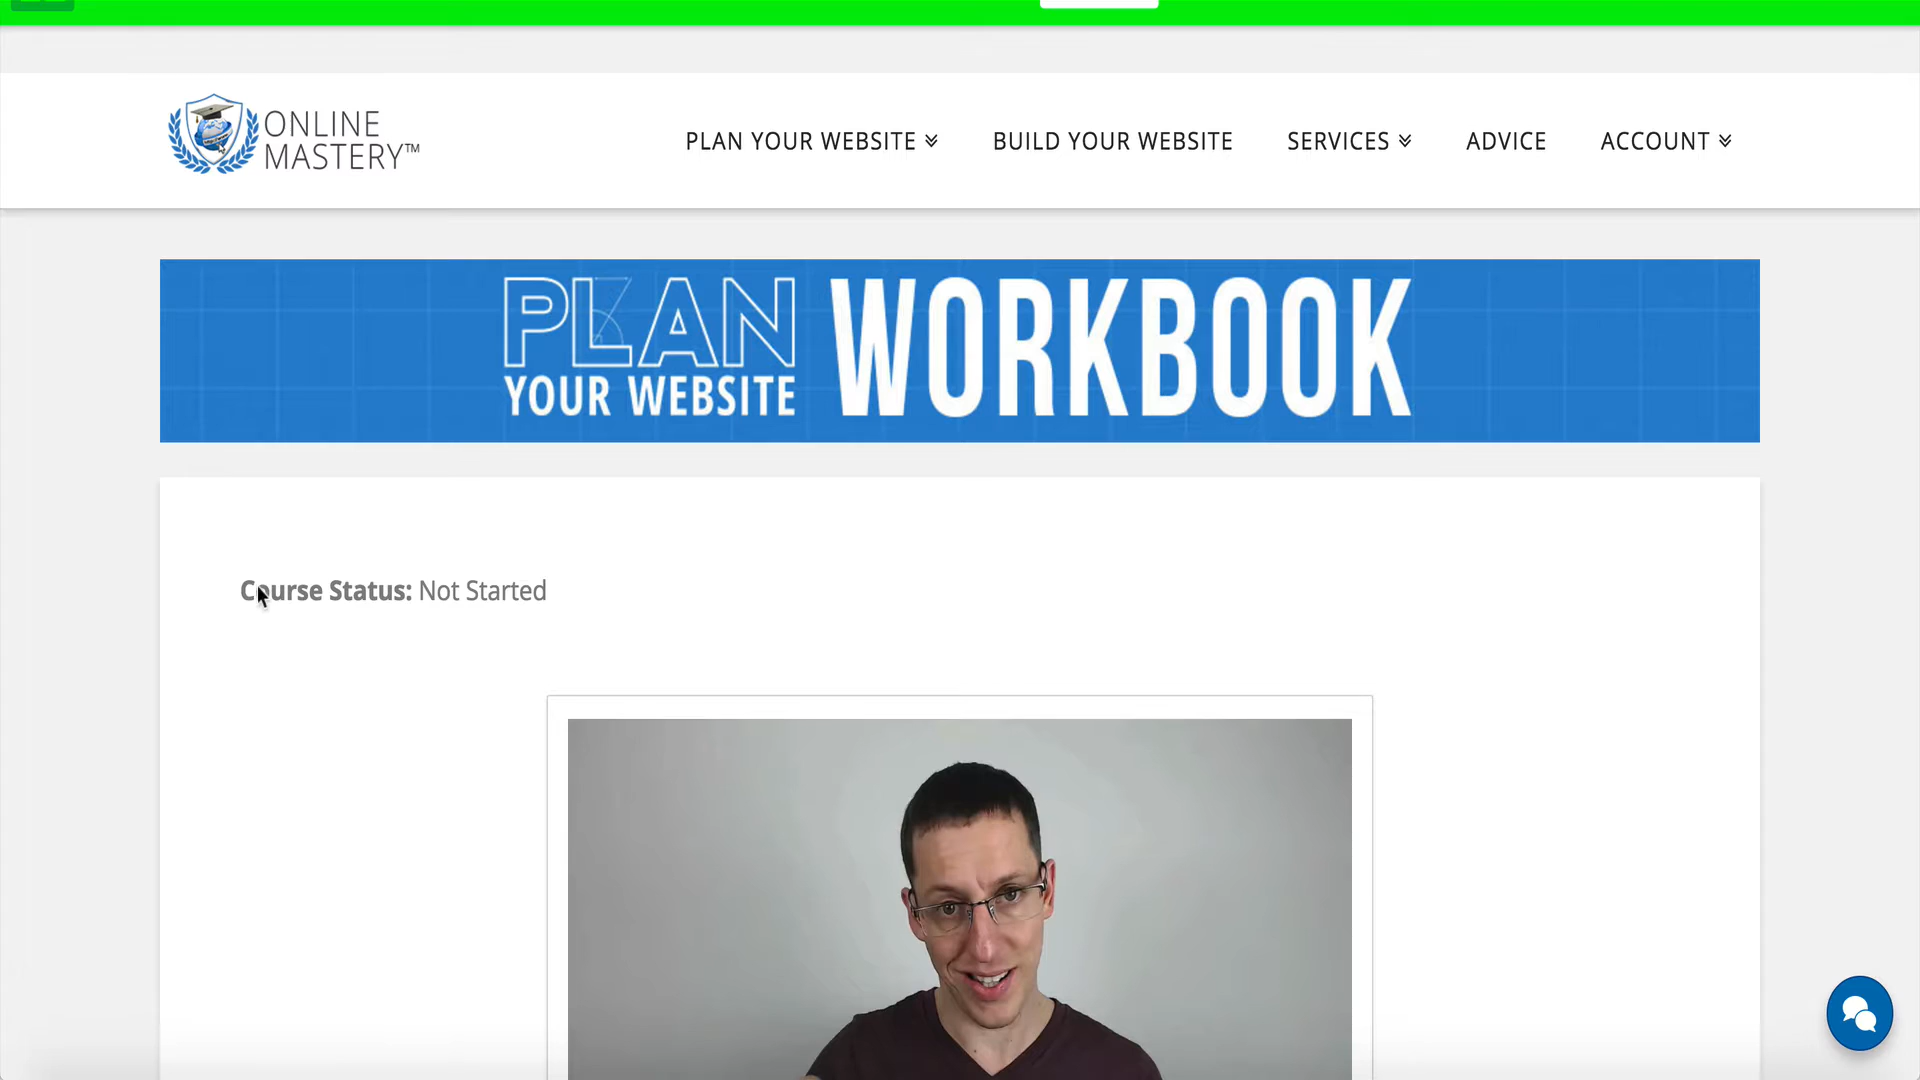 ONLINE
MASTERY™
PLAN YOUR WEBSITE
BUILD YOUR WEBSITE
SERVICES
ADVICE
ACCOUNT
PLAN
YOUR WEBSITE
WORKBOOK
Course Status: Not Started